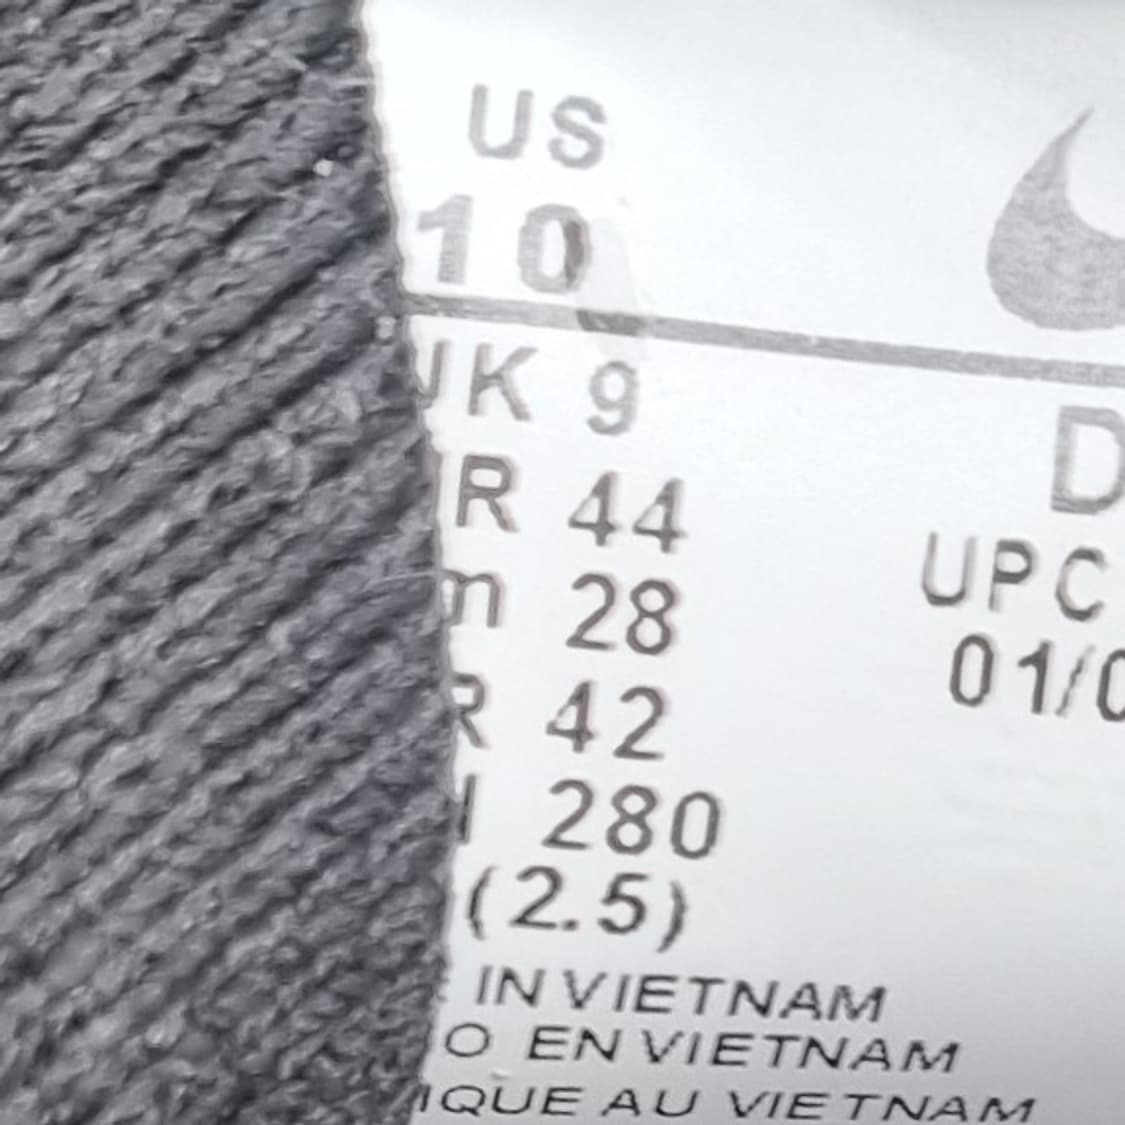 US
10
UK 9
R 44
m 28
R 42
280
(2.5)
D
UPC
01/0
IN VIETNAM
O EN VIETNAM
IQUE AU VIETNAM